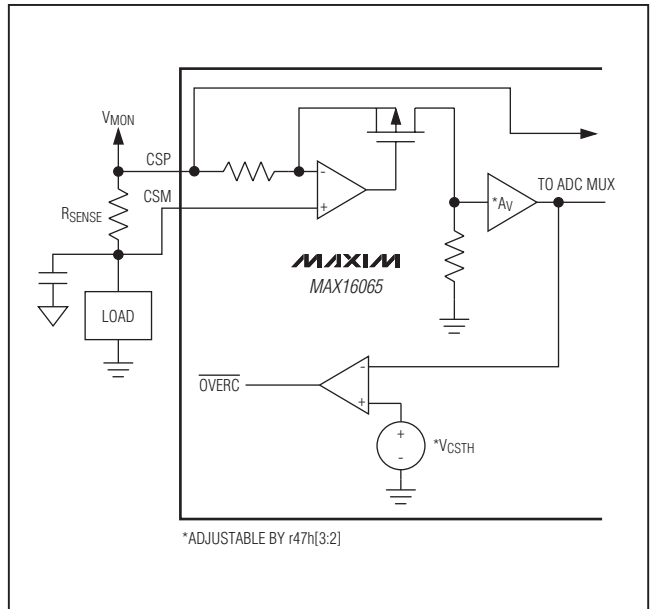 VMON
CSP
CSM
RSENSE
LOAD
-
+
*AV
TO ADC MUX
MAXIM
MAX16065
OVERC
-
+
+
-
*VCSTH
*ADJUSTABLE BY r47h[3:2]